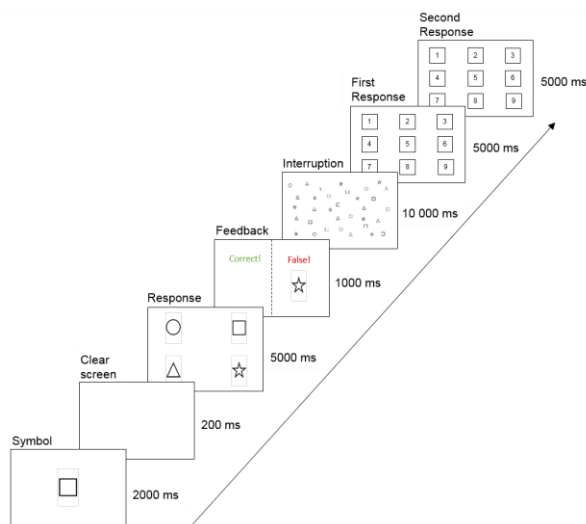 Second
Response
1 2 3
4 5 6
7 8 9
5000 ms
First
Response
1 2 3
4 5 6
7 8 9
5000 ms
Interruption
10 000 ms
Feedback
Correct!
False!
1000 ms
Response
5000 ms
Clear
screen
200 ms
Symbol
2000 ms